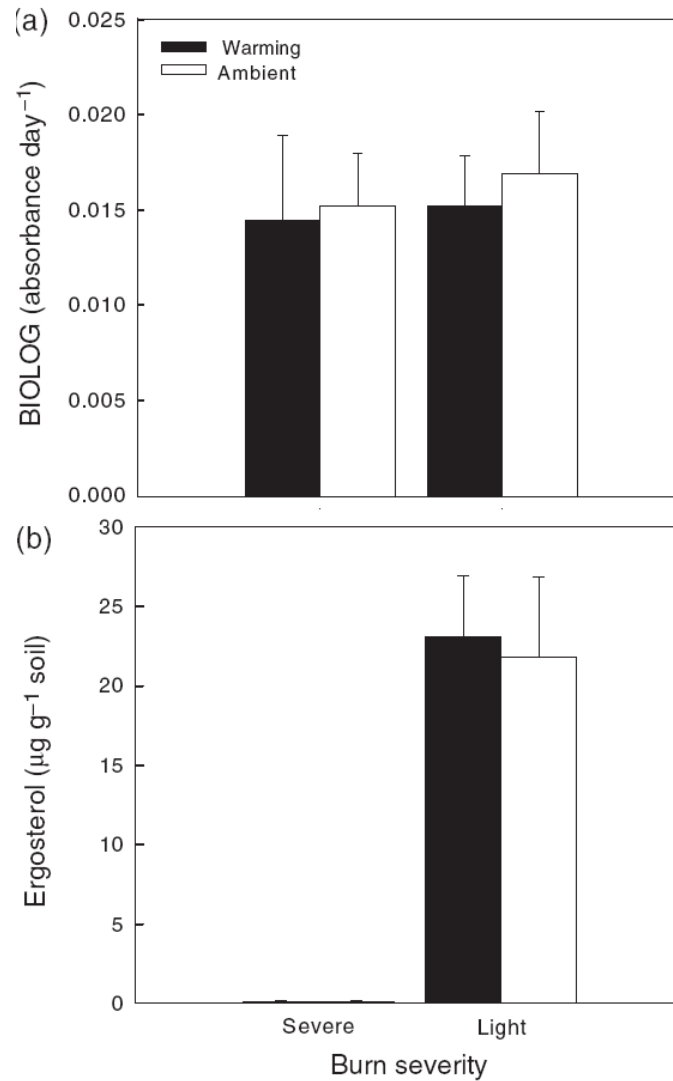 (a)
0.025
Warming
Ambient
0.020
0.015
0.010
0.005
0.000
BIOLOG (absorbance day⁻¹)
(b)
30
25
20
15
10
5
0
Ergosterol (µg g⁻¹ soil)
Severe Light
Burn severity